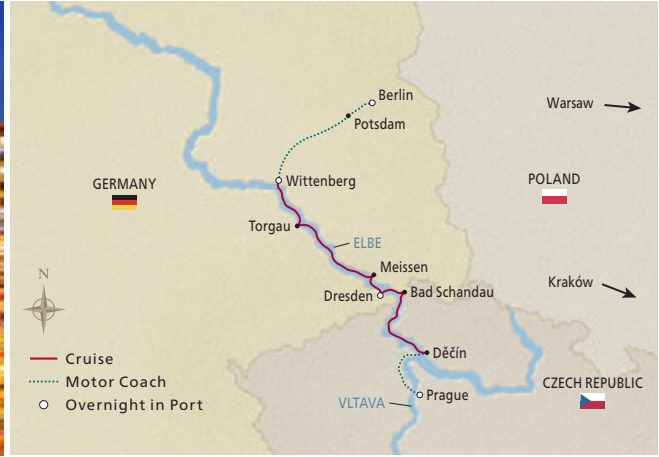 Berlin
Warsaw
Potsdam
Wittenberg
GERMANY
POLAND
Torgau
ELBE
Meissen
N
Dresden
Bad Schandau
Kraków
Děčín
Cruise
Motor Coach
Overnight in Port
CZECH REPUBLIC
Prague
VLTAVA